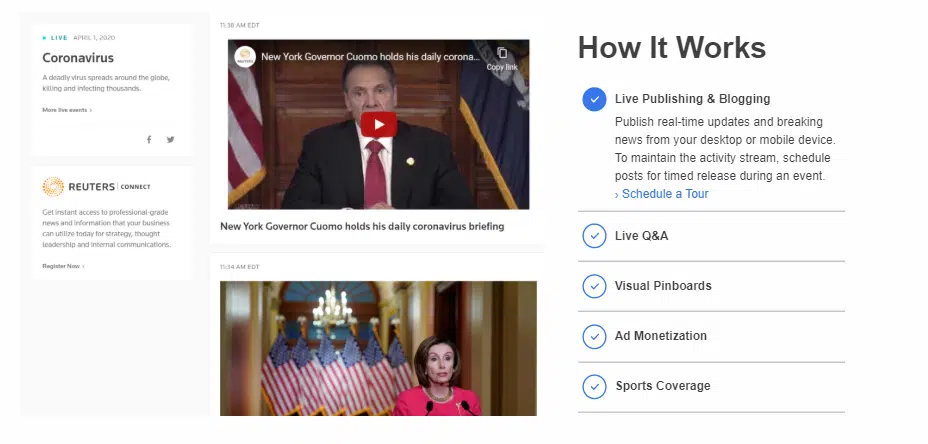 LIVE APRIL 1, 2020
Coronavirus
A deadly virus spreads around the globe,
killing and infecting thousands.
More live events ›
REUTERS CONNECT
Get instant access to professional-grade
news and information that your business
can utilize today for strategy, thought
leadership and internal communications.
Register Now ›
11:38 AM EDT
REUTERS
New York Governor Cuomo holds his daily corona...
Copy link
New York Governor Cuomo holds his daily coronavirus briefing
11:34 AM EDT
How It Works
Live Publishing & Blogging
Publish real-time updates and breaking
news from your desktop or mobile device.
To maintain the activity stream, schedule
posts for timed release during an event.
› Schedule a Tour
Live Q&A
Visual Pinboards
Ad Monetization
Sports Coverage